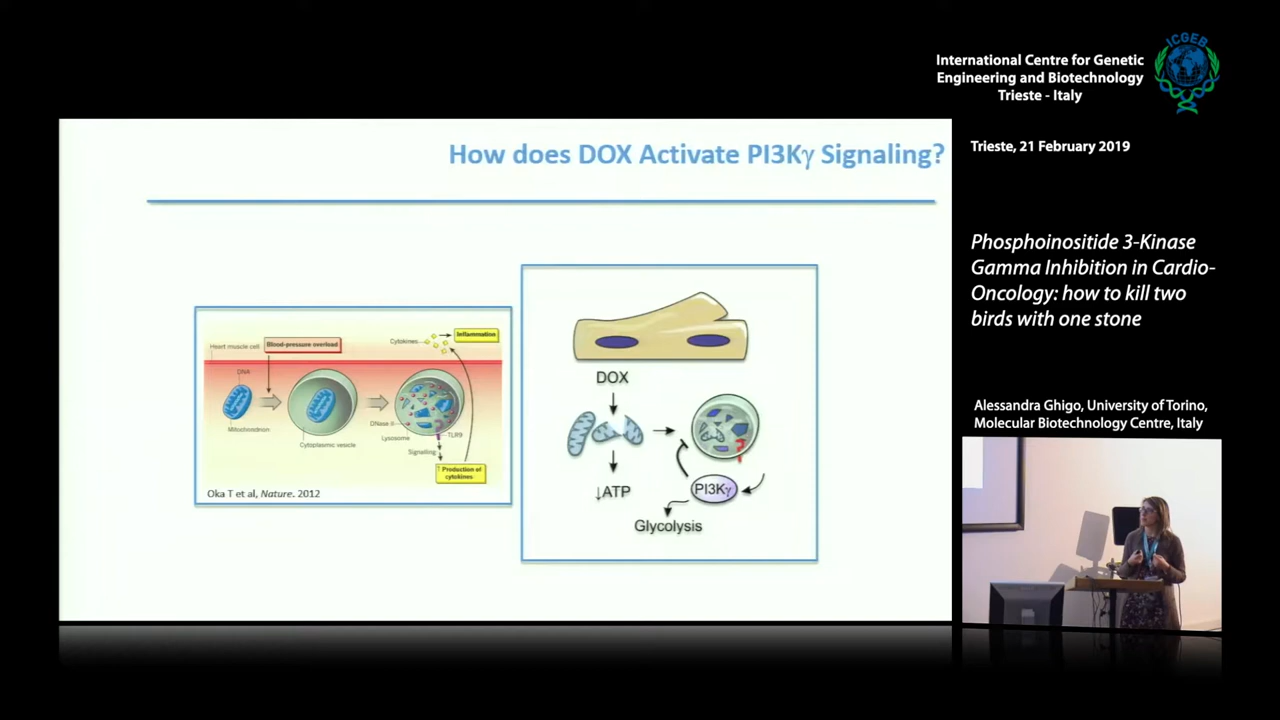 ICGEB
International Centre for Genetic
Engineering and Biotechnology
Trieste - Italy
Trieste, 21 February 2019
How does DOX Activate PI3Kγ Signaling?
Phosphoinositide 3-Kinase
Gamma Inhibition in Cardio-
Oncology: how to kill two
birds with one stone
Alessandra Ghigo, University of Torino,
Molecular Biotechnology Centre, Italy
Heart muscle cell
Blood-pressure overload
Cytokines
Inflammation
DNA
Mitochondrion
Cytoplasmic vesicle
DNase II
Lysosome
TLR9
Signalling
↑ Production of
cytokines
Oka T et al, Nature. 2012
DOX
↓ATP
PI3Kγ
Glycolysis